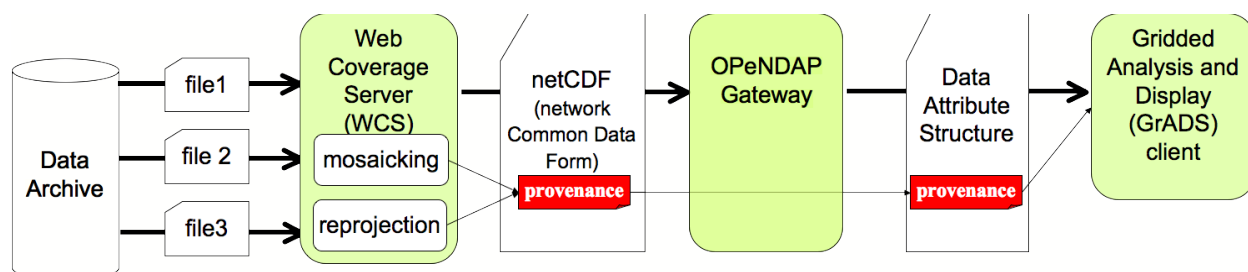 Data
Archive
file1
file 2
file3
Web
Coverage
Server
(WCS)
mosaicking
reprojection
netCDF
(network
Common Data
Form)
provenance
OPeNDAP
Gateway
Data
Attribute
Structure
provenance
Gridded
Analysis and
Display
(GrADS)
client